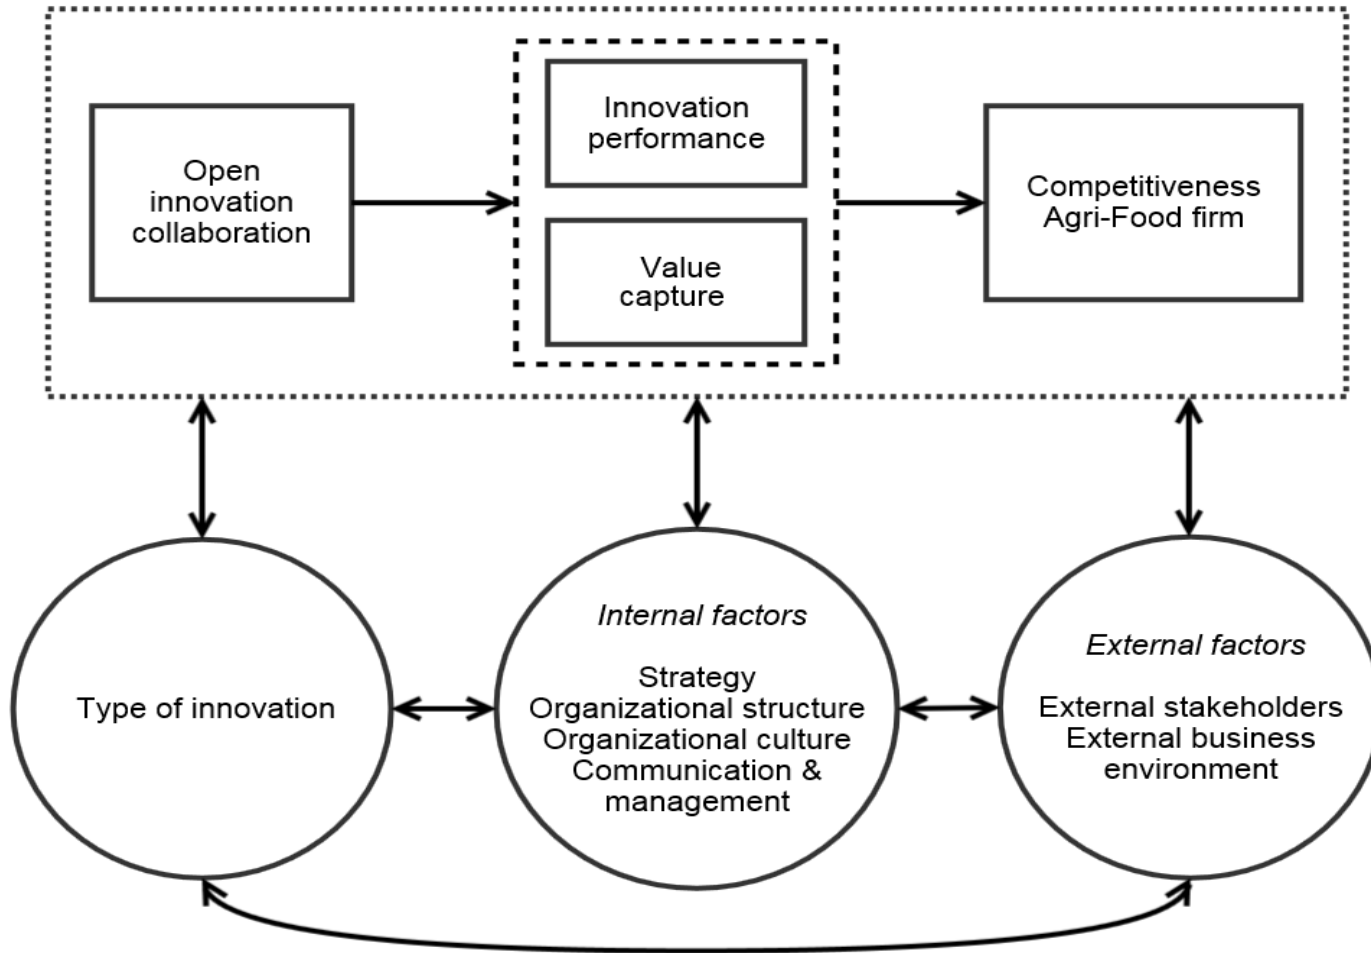 Open
innovation
collaboration
Innovation
performance
Value
capture
Competitiveness
Agri-Food firm
Type of innovation
Internal factors
Strategy
Organizational structure
Organizational culture
Communication &
management
External factors
External stakeholders
External business
environment